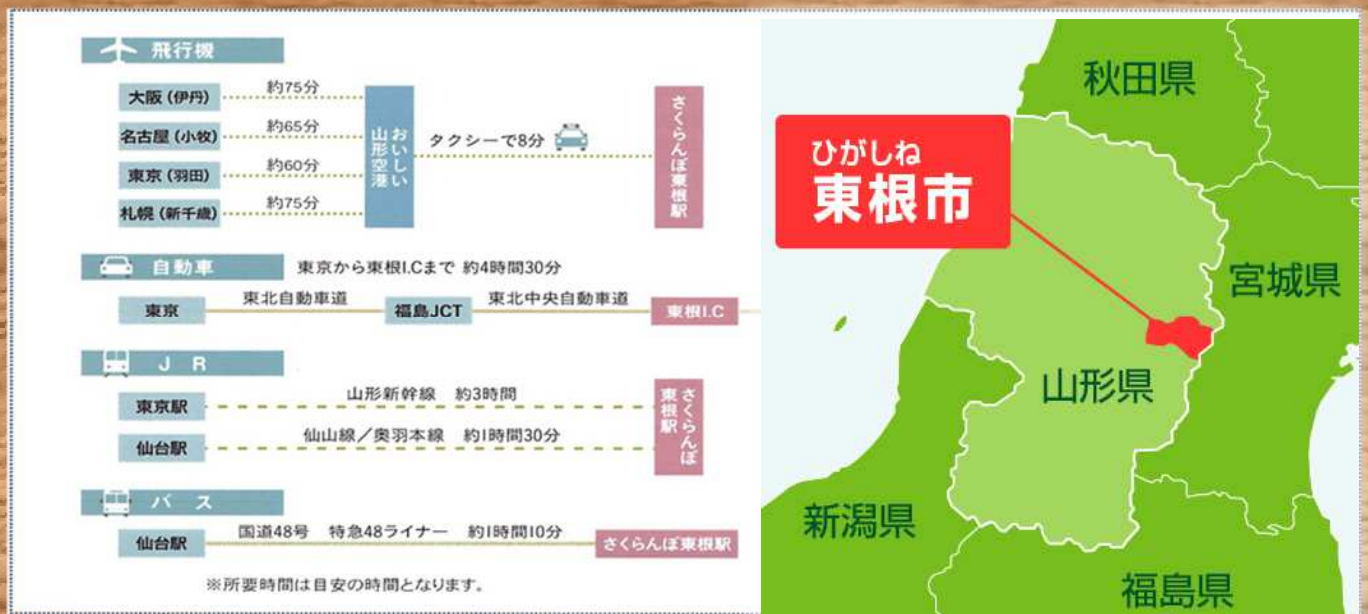 飛行機
大阪（伊丹）
約75分
名古屋（小牧）
約65分
東京（羽田）
約60分
札幌（新千歳）
約75分
おいしい
山形空港
タクシーで8分
さくらんぼ東根駅
自動車
東京から東根I.Cまで 約4時間30分
東京
東北自動車道
福島JCT
東北中央自動車道
東根I.C
JR
東京駅
山形新幹線 約3時間
仙台駅
仙山線／奥羽本線 約1時間30分
さくらんぼ
東根駅
バス
仙台駅
国道48号 特急48ライナー 約1時間10分
さくらんぼ東根駅
※所要時間は目安の時間となります。
秋田県
ひがしね
東根市
宮城県
山形県
新潟県
福島県